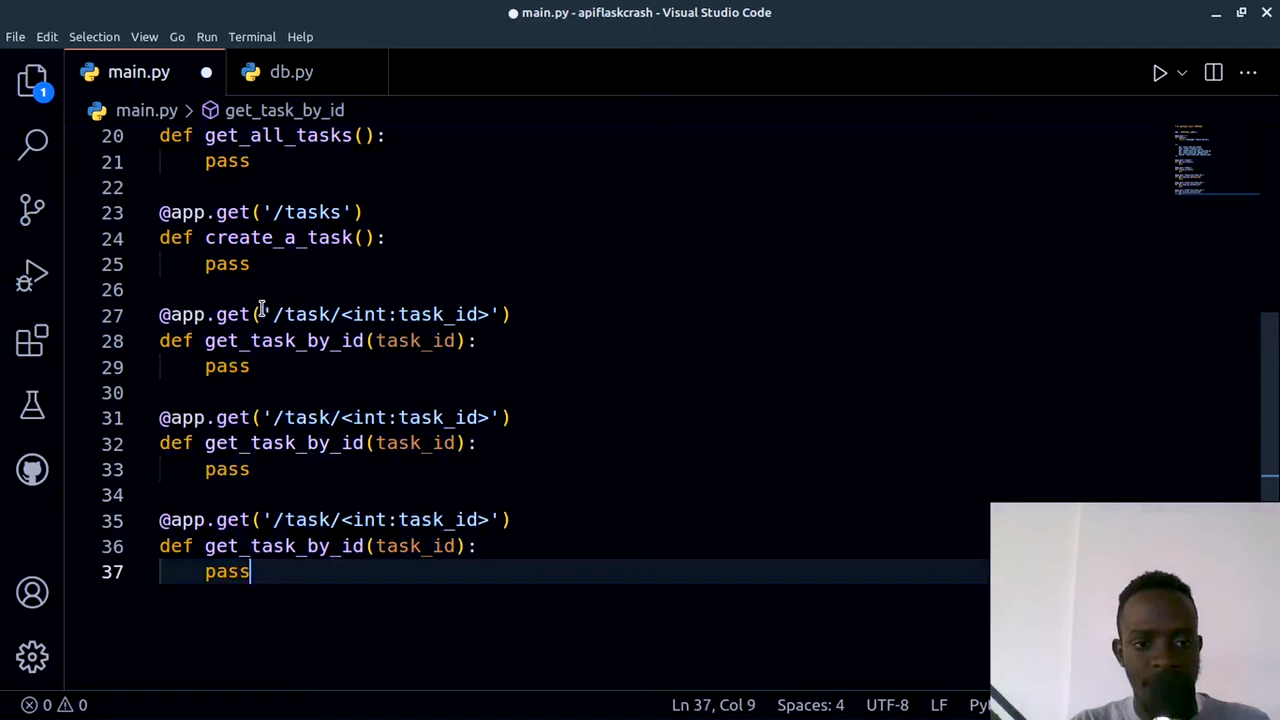 main.py - apiflaskcrash - Visual Studio Code
File Edit Selection View Go Run Terminal Help
main.py db.py
1
main.py get_task_by_id
20 def get_all_tasks():
21 pass
22
23 @app.get('/tasks')
24 def create_a_task():
25 pass
26
27 @app.get('/task/<int:task_id>')
28 def get_task_by_id(task_id):
29 pass
30
31 @app.get('/task/<int:task_id>')
32 def get_task_by_id(task_id):
33 pass
34
35 @app.get('/task/<int:task_id>')
36 def get_task_by_id(task_id):
37 pass
0 0 Ln 37, Col 9 Spaces: 4 UTF-8 LF Py